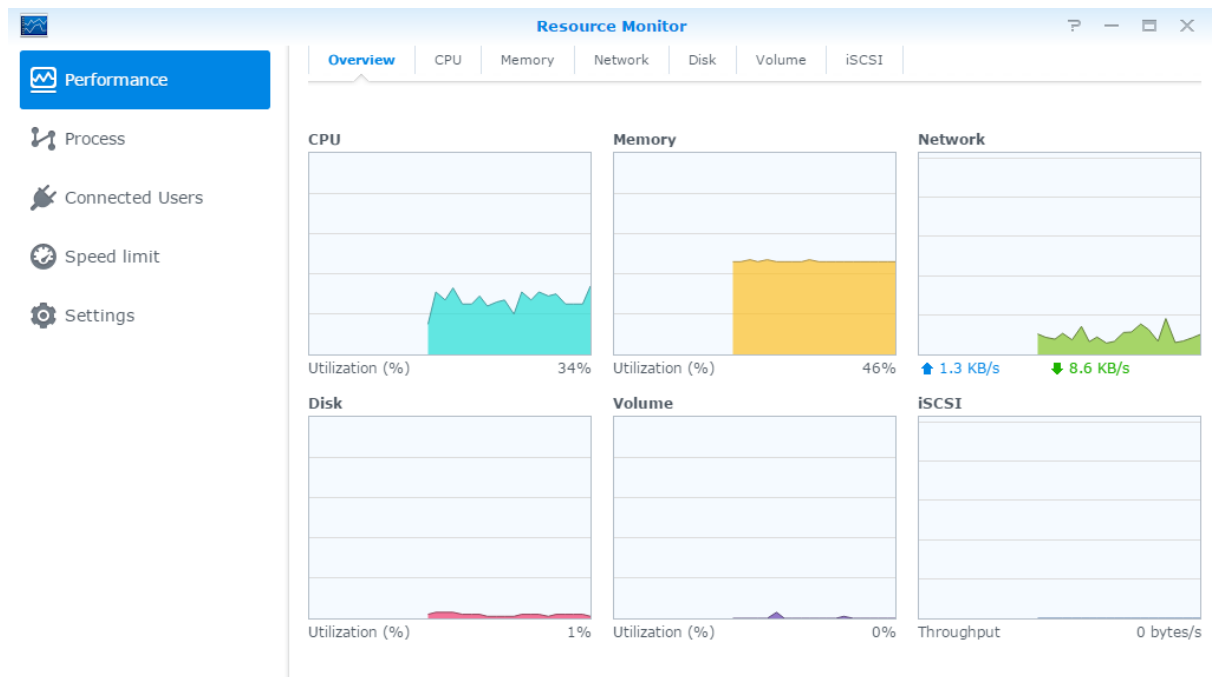 Resource Monitor
Performance
Process
Connected Users
Speed limit
Settings
Overview CPU Memory Network Disk Volume iSCSI
CPU Memory Network
Utilization (%) 34% Utilization (%) 46% 1.3 KB/s 8.6 KB/s
Disk Volume iSCSI
Utilization (%) 1% Utilization (%) 0% Throughput 0 bytes/s